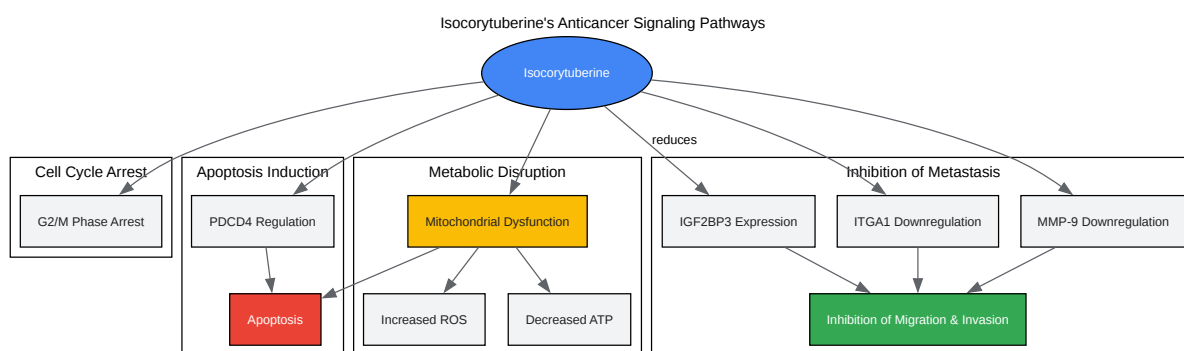 Isocorytuberine's Anticancer Signaling Pathways
Isocorytuberine
reduces
Cell Cycle Arrest
Apoptosis Induction
Metabolic Disruption
Inhibition of Metastasis
G2/M Phase Arrest
PDCD4 Regulation
Mitochondrial Dysfunction
IGF2BP3 Expression
ITGA1 Downregulation
MMP-9 Downregulation
Apoptosis
Increased ROS
Decreased ATP
Inhibition of Migration & Invasion